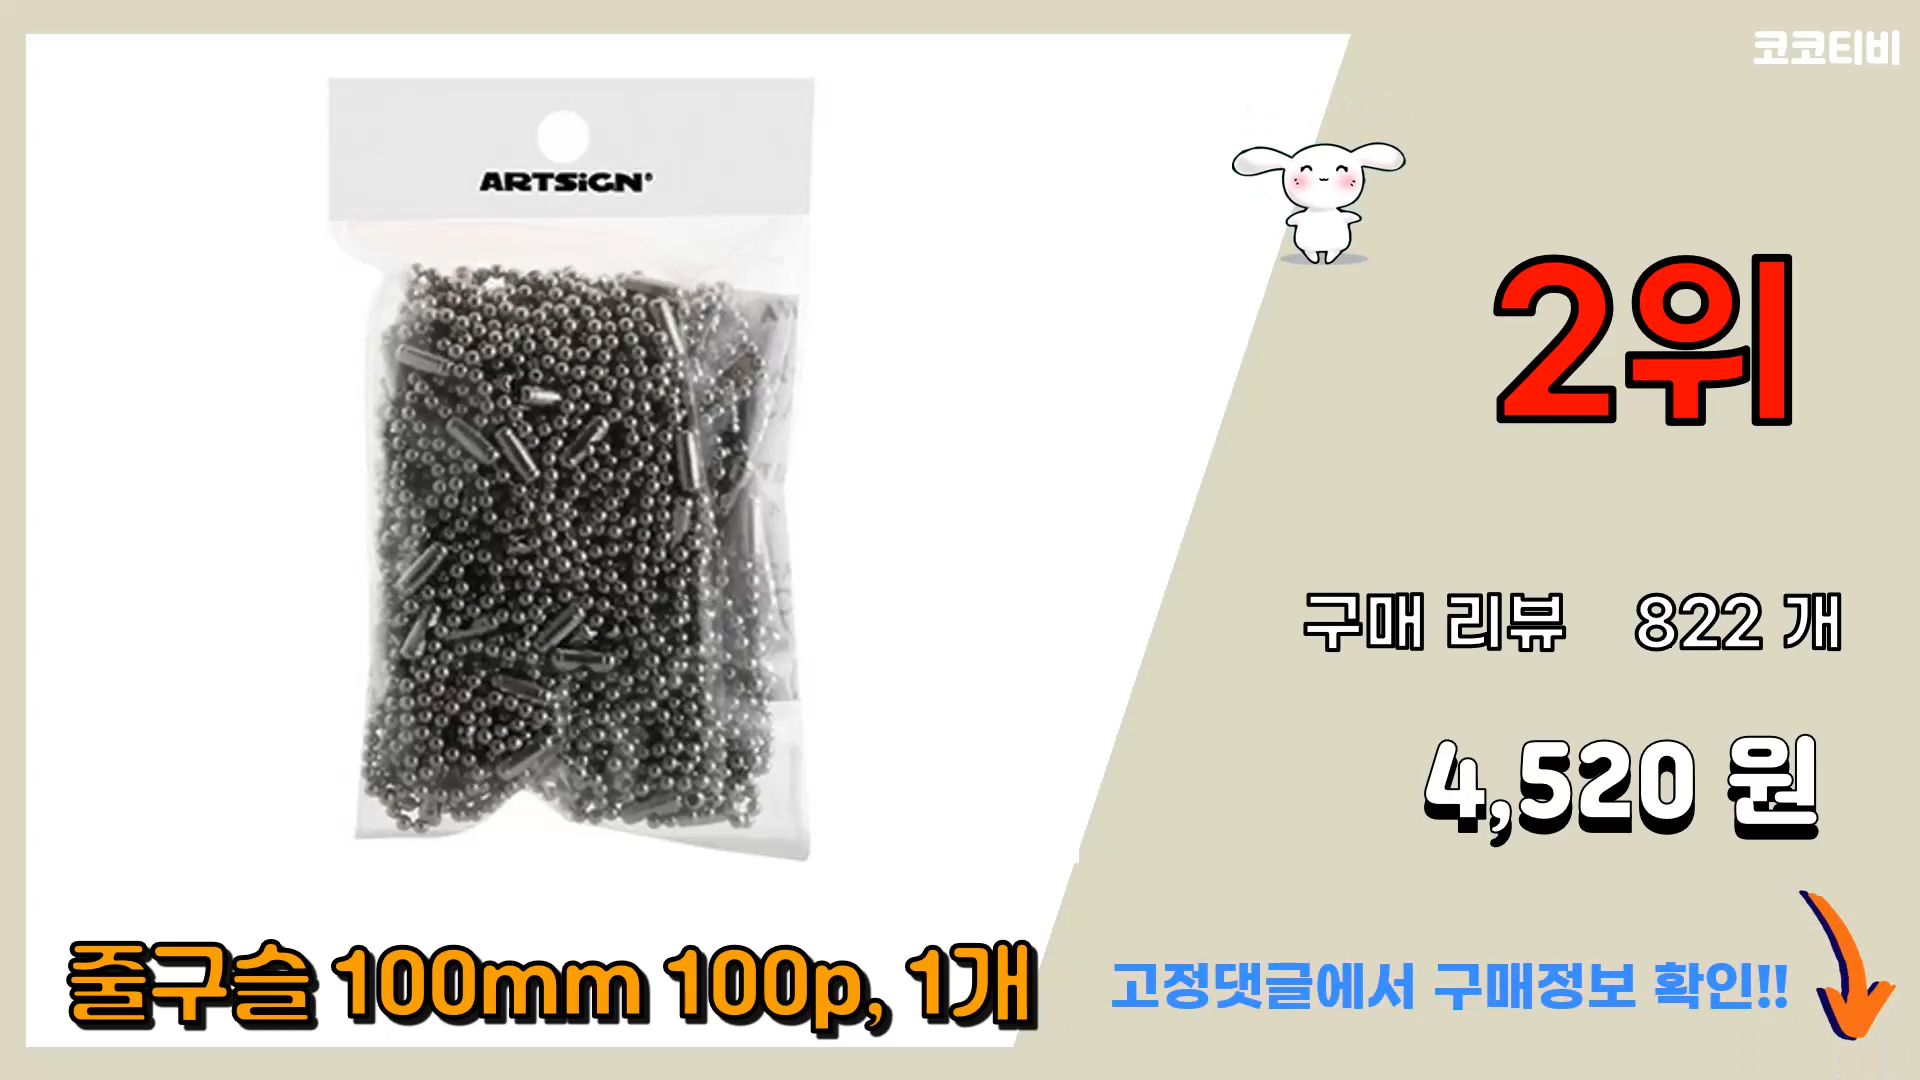 코코티비
ARTSiGN®
2위
구매 리뷰 822 개
4,520 원
줄구슬 100mm 100p, 1개
고정댓글에서 구매정보 확인!!